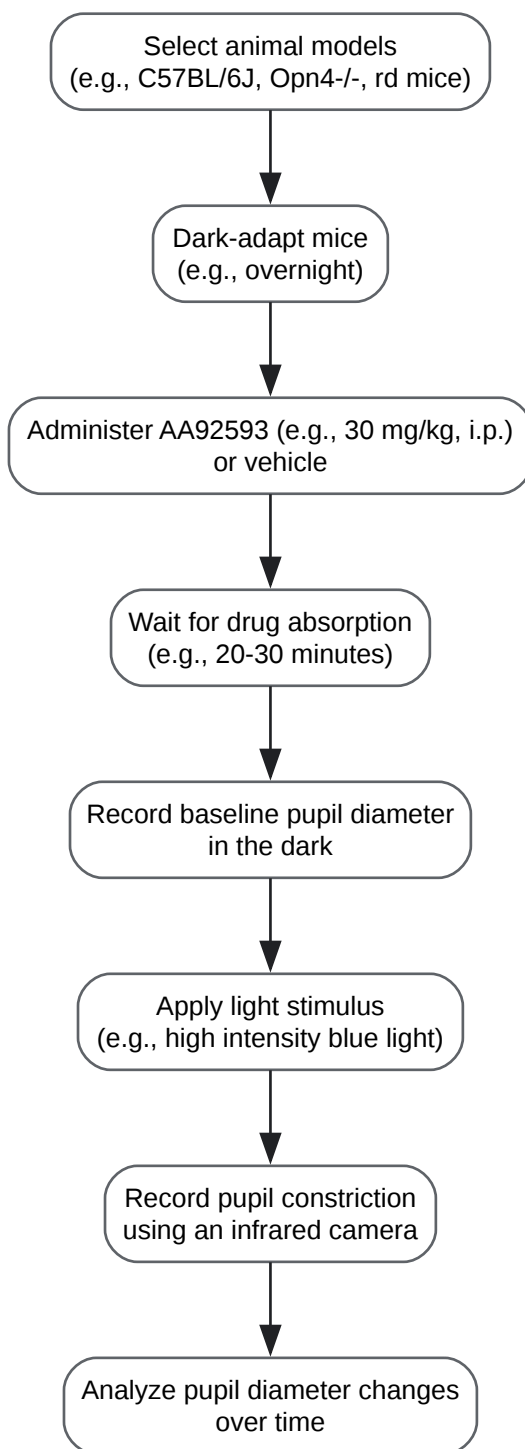 Select animal models
(e.g., C57BL/6J, Opn4-/-, rd mice)
Dark-adapt mice
(e.g., overnight)
Administer AA92593 (e.g., 30 mg/kg, i.p.)
or vehicle
Wait for drug absorption
(e.g., 20-30 minutes)
Record baseline pupil diameter
in the dark
Apply light stimulus
(e.g., high intensity blue light)
Record pupil constriction
using an infrared camera
Analyze pupil diameter changes
over time